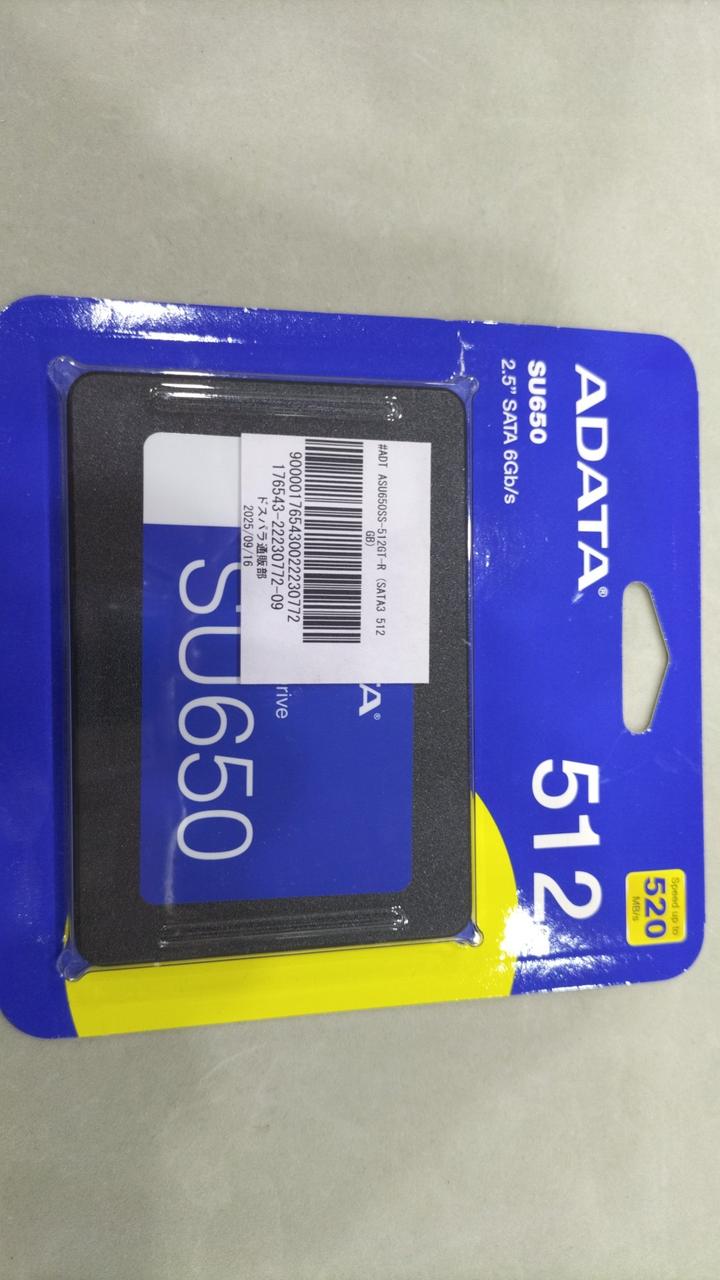 ADATA®
SU650
2.5" SATA 6Gb/s
512
Speed up to
520
MB/s
#ADT ASU650SS-512GT-R (SATA3 512
GB)
9000017654300222230772
176543-22230772-09
ドスパラ通販部
2025/09/16
A®
rive
SU650